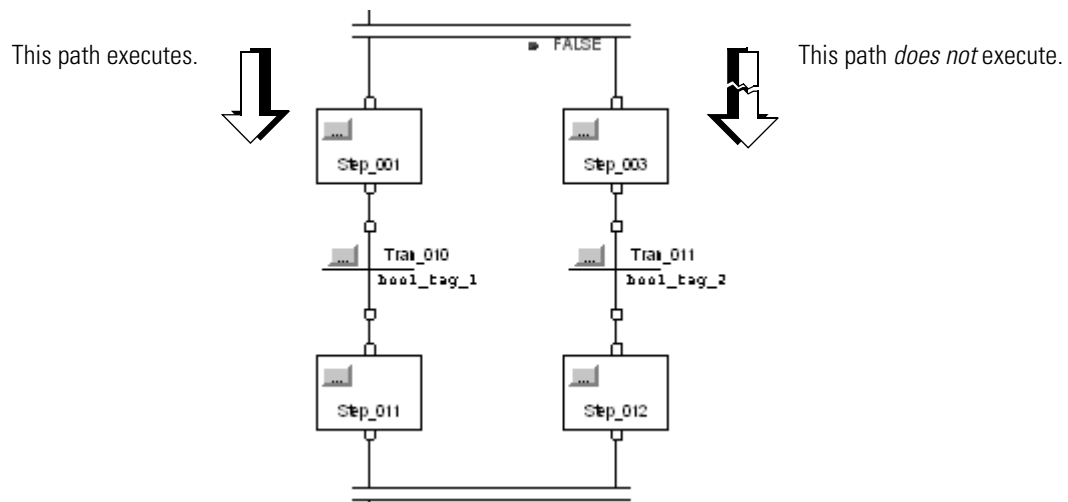 This path executes.
FALSE
This path does not execute.
Step_001
Step_003
Tran_010
bool_tag_1
Tran_011
bool_tag_2
Step_011
Step_012